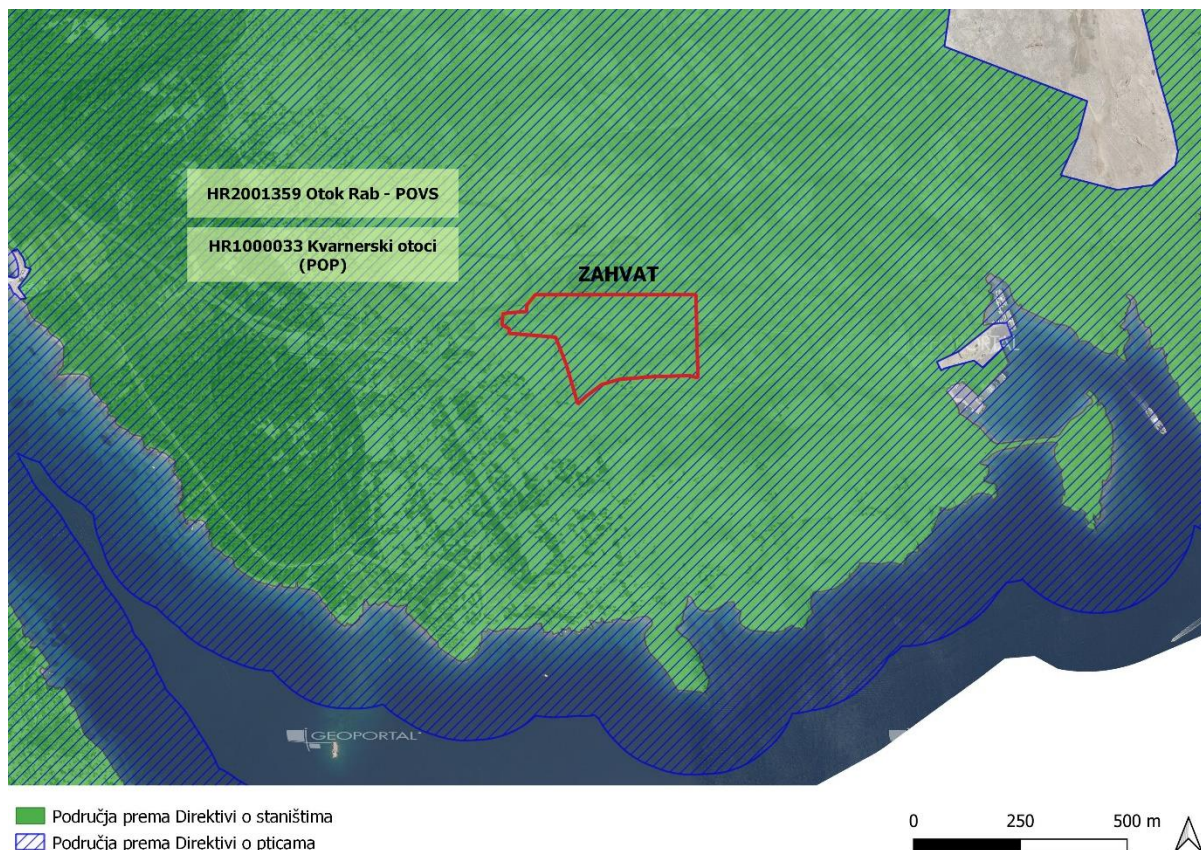 HR2001359 Otok Rab - POVS
HR1000033 Kvarnerski otoci
(POP)
ZAHVAT
GEOPORTAL
Područja prema Direktivi o staništima
Područja prema Direktivi o pticama
0 250 500 m